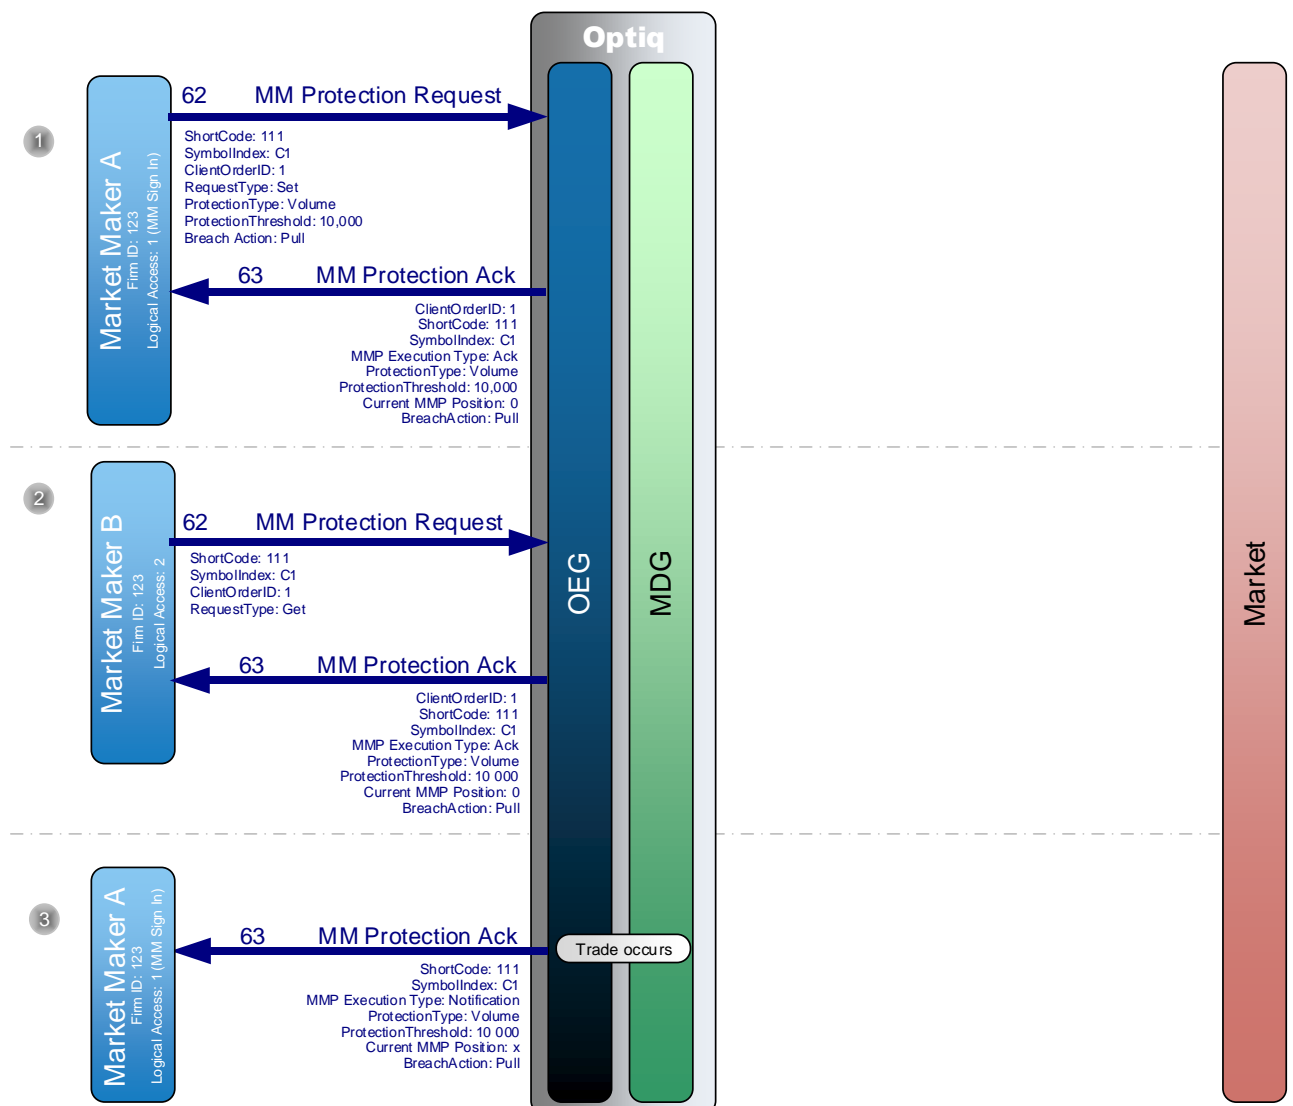 Optiq
1
Market Maker A
Firm ID: 123
Logical Access: 1 (MM Sign In)
62 MM Protection Request
ShortCode: 111
SymbolIndex: C1
ClientOrderID: 1
RequestType: Set
ProtectionType: Volume
ProtectionThreshold: 10,000
Breach Action: Pull
63 MM Protection Ack
ClientOrderID: 1
ShortCode: 111
SymbolIndex: C1
MMP Execution Type: Ack
ProtectionType: Volume
ProtectionThreshold: 10,000
Current MMP Position: 0
BreachAction: Pull
2
Market Maker B
Firm ID: 123
Logical Access: 2
62 MM Protection Request
ShortCode: 111
SymbolIndex: C1
ClientOrderID: 1
RequestType: Get
63 MM Protection Ack
ClientOrderID: 1
ShortCode: 111
SymbolIndex: C1
MMP Execution Type: Ack
ProtectionType: Volume
ProtectionThreshold: 10 000
Current MMP Position: 0
BreachAction: Pull
OEG
MDG
Market
3
Market Maker A
Firm ID: 123
Logical Access: 1 (MM Sign In)
63 MM Protection Ack
Trade occurs
ShortCode: 111
SymbolIndex: C1
MMP Execution Type: Notification
ProtectionType: Volume
ProtectionThreshold: 10 000
Current MMP Position: x
BreachAction: Pull